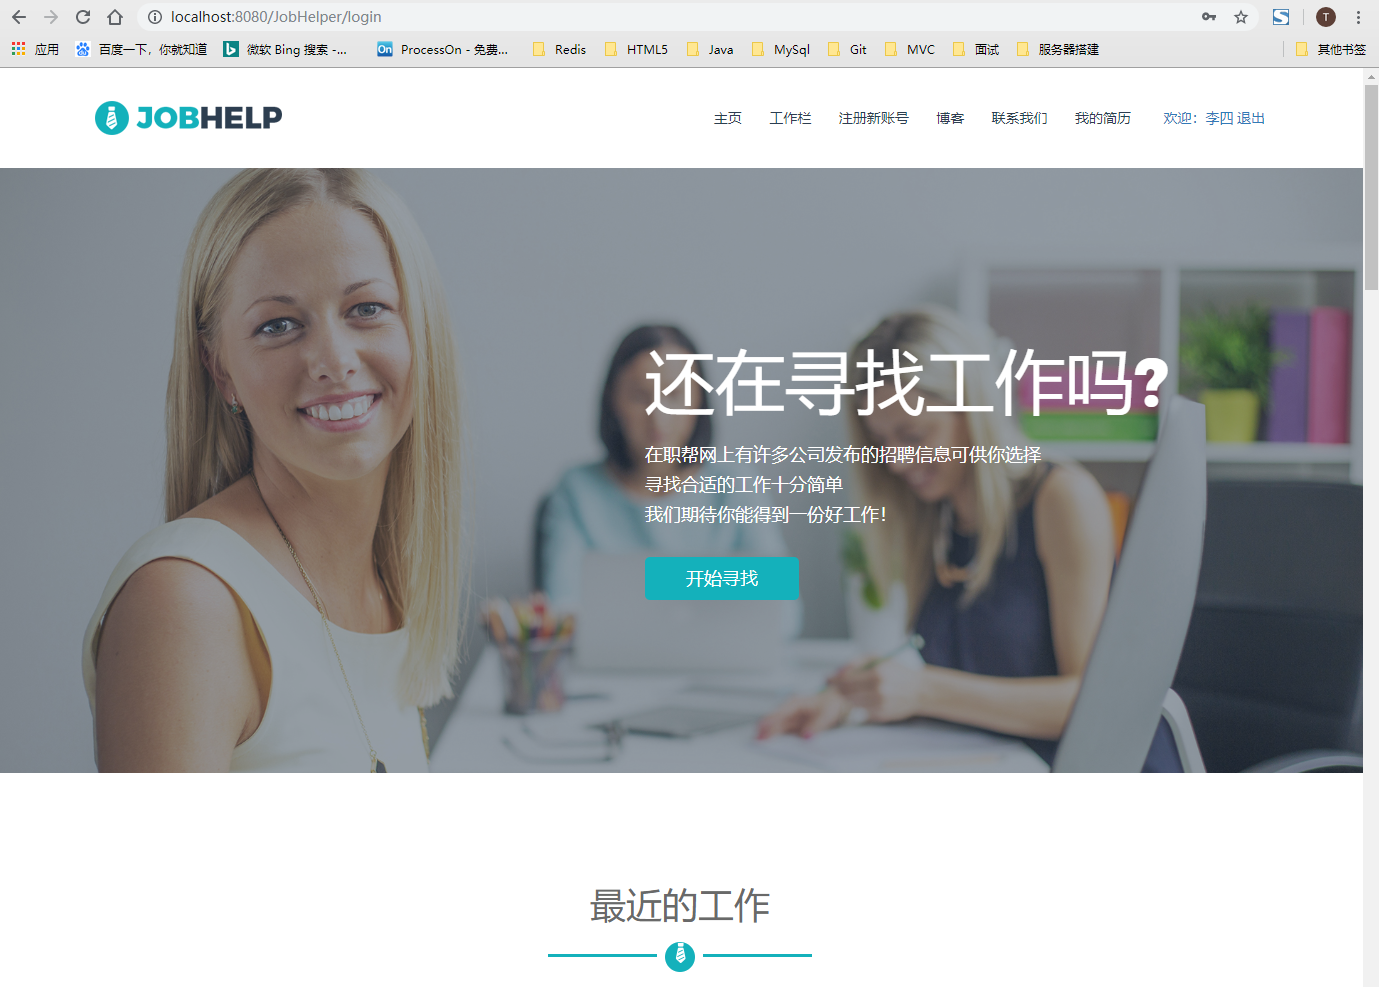 localhost:8080/JobHelper/login
T
应用
百度一下，你就知道
微软 Bing 搜索 -...
On
ProcessOn - 免费...
Redis
HTML5
Java
MySql
Git
MVC
面试
服务器搭建
其他书签
JOBHELP
主页
工作栏
注册新账号
博客
联系我们
我的简历
欢迎：李四 退出
还在寻找工作吗?
在职帮网上有许多公司发布的招聘信息可供你选择
寻找合适的工作十分简单
我们期待你能得到一份好工作！
开始寻找
最近的工作